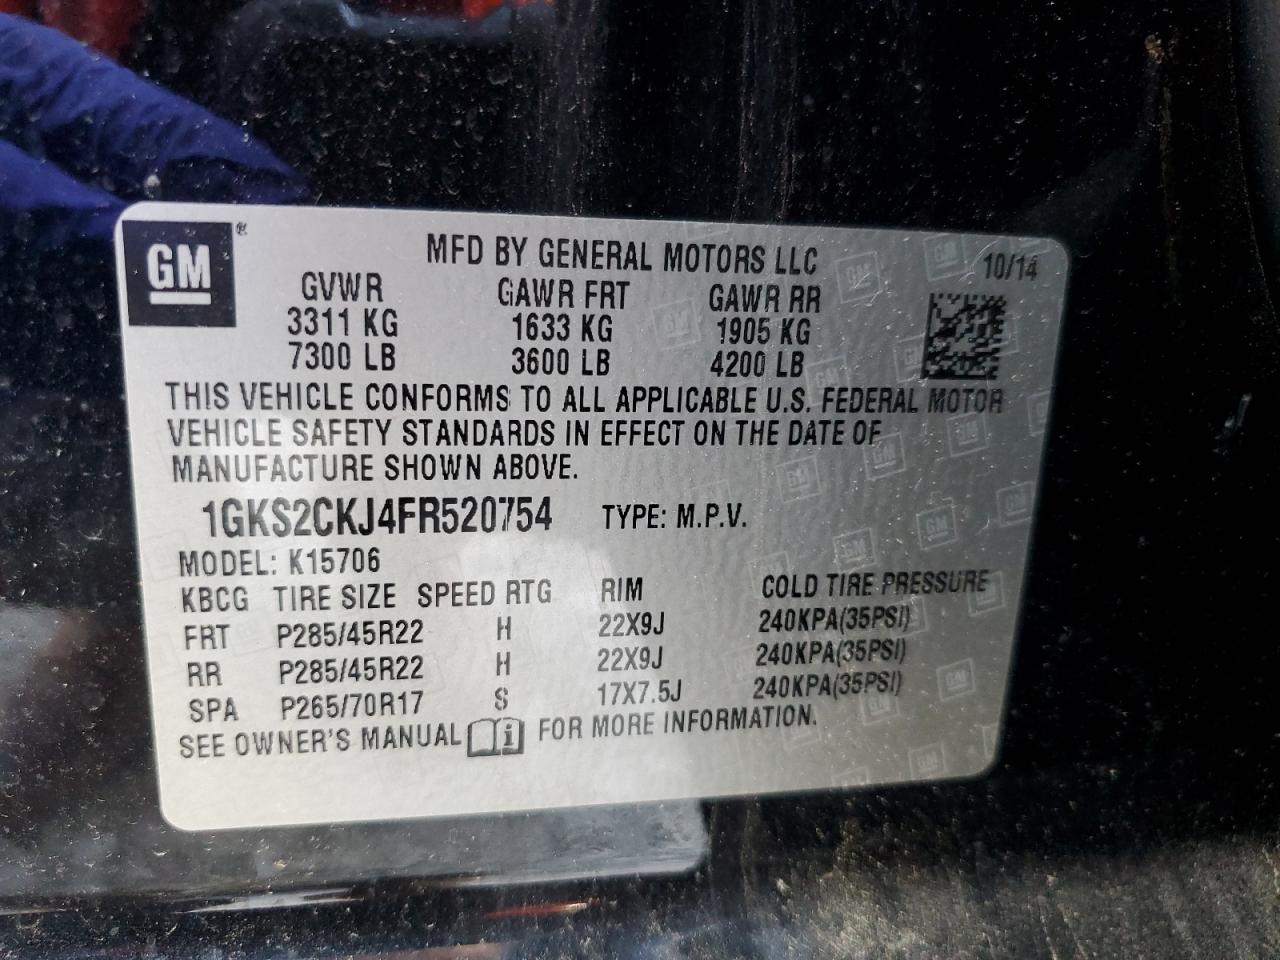 GM ®
MFD BY GENERAL MOTORS LLC
10/14
GVWR GAWR FRT GAWR RR
3311 KG 1633 KG 1905 KG
7300 LB 3600 LB 4200 LB
THIS VEHICLE CONFORMS TO ALL APPLICABLE U.S. FEDERAL MOTOR
VEHICLE SAFETY STANDARDS IN EFFECT ON THE DATE OF
MANUFACTURE SHOWN ABOVE.
1GKS2CKJ4FR520754 TYPE: M.P.V.
MODEL: K15706
KBCG TIRE SIZE SPEED RTG RIM COLD TIRE PRESSURE
FRT P285/45R22 H 22X9J 240KPA(35PSI)
RR P285/45R22 H 22X9J 240KPA(35PSI)
SPA P265/70R17 S 17X7.5J 240KPA(35PSI)
SEE OWNER'S MANUAL i FOR MORE INFORMATION.